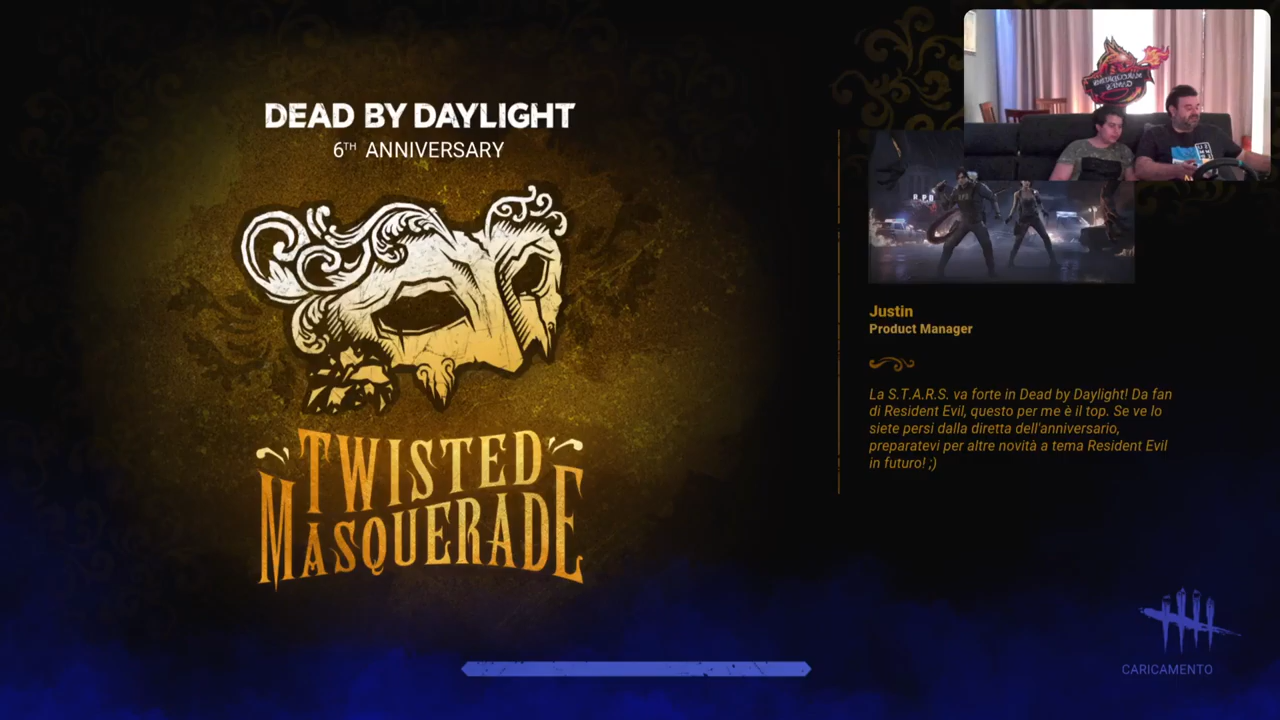 DEAD BY DAYLIGHT
6TH ANNIVERSARY
TWISTED
MASQUERADE
R.P.D.
Justin
Product Manager
La S.T.A.R.S. va forte in Dead by Daylight! Da fan
di Resident Evil, questo per me è il top. Se ve lo
siete persi dalla diretta dell'anniversario,
preparatevi per altre novità a tema Resident Evil
in futuro! ;)
CARICAMENTO